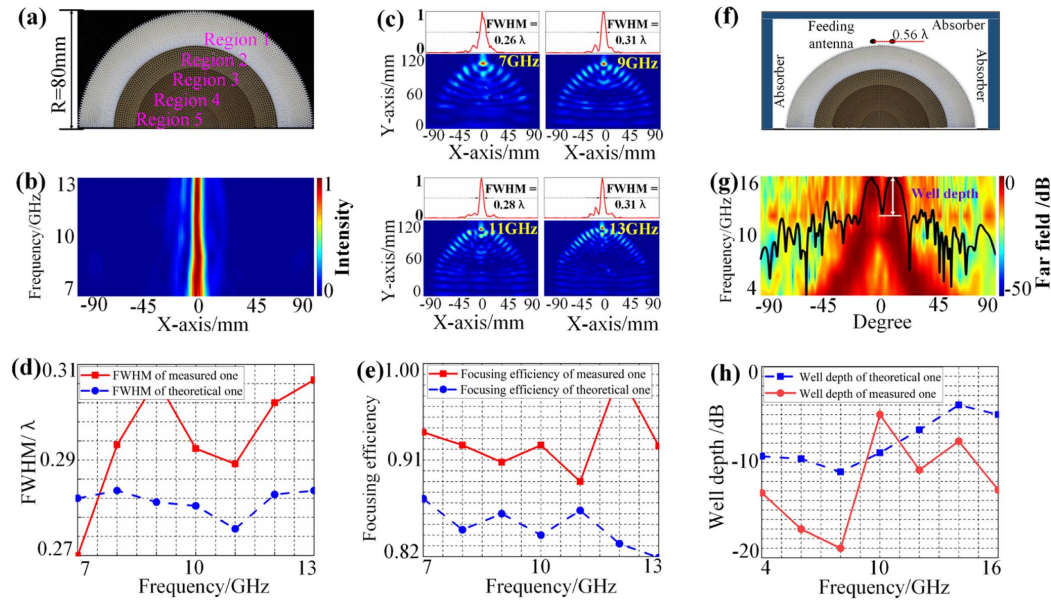 (a)
R=80mm
Region 1
Region 2
Region 3
Region 4
Region 5
(b)
Frequency/GHz
13
10
7
-90 -45 0 45 90
X-axis/mm
1
0
Intensity
(c)
1
0
FWHM =
0.26 λ
FWHM =
0.31 λ
Y-axis/mm
120
60
0
7GHz
9GHz
-90 -45 0 45 90
-90 -45 0 45 90
X-axis/mm
X-axis/mm
1
0
FWHM =
0.28 λ
FWHM =
0.31 λ
Y-axis/mm
120
60
0
11GHz
13GHz
-90 -45 0 45 90
-90 -45 0 45 90
X-axis/mm
X-axis/mm
(d)
FWHM/ λ
0.31
0.29
0.27
FWHM of measured one
FWHM of theoretical one
7 10 13
Frequency/GHz
(e)
Focusing efficiency
1.00
0.91
0.82
Focusing efficiency of measured one
Focusing efficiency of theoretical one
7 10 13
Frequency/GHz
(f)
Feeding
antenna
0.56 λ
Absorber
Absorber
Absorber
(g)
Frequency/GHz
16
10
4
Well depth
-90 -45 0 45 90
Degree
0
-50
Far field /dB
(h)
Well depth /dB
0
-10
-20
Well depth of theoretical one
Well depth of measured one
4 10 16
Frequency/GHz